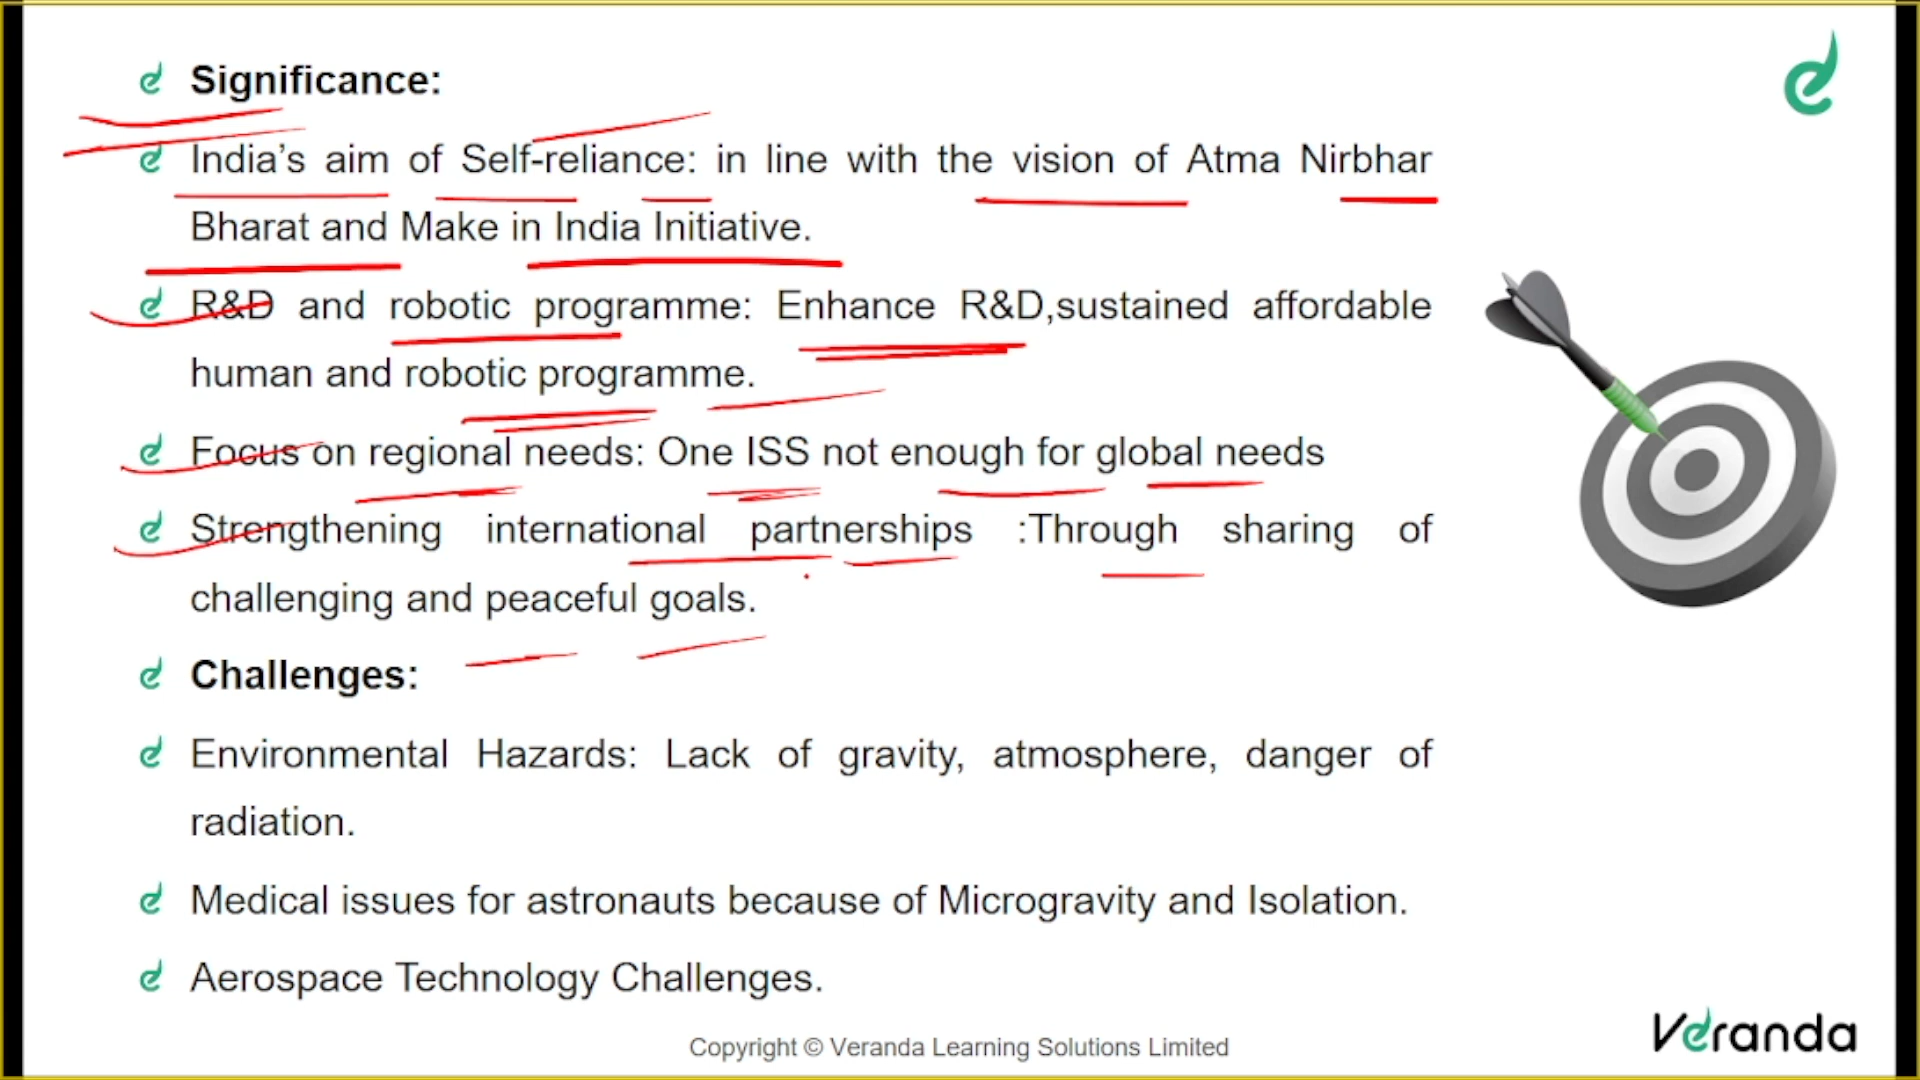 Significance:
India’s aim of Self-reliance: in line with the vision of Atma Nirbhar
Bharat and Make in India Initiative.
R&D and robotic programme: Enhance R&D,sustained affordable
human and robotic programme.
Focus on regional needs: One ISS not enough for global needs
Strengthening international partnerships :Through sharing of
challenging and peaceful goals.
Challenges:
Environmental Hazards: Lack of gravity, atmosphere, danger of
radiation.
Medical issues for astronauts because of Microgravity and Isolation.
Aerospace Technology Challenges.
Copyright © Veranda Learning Solutions Limited
Veranda